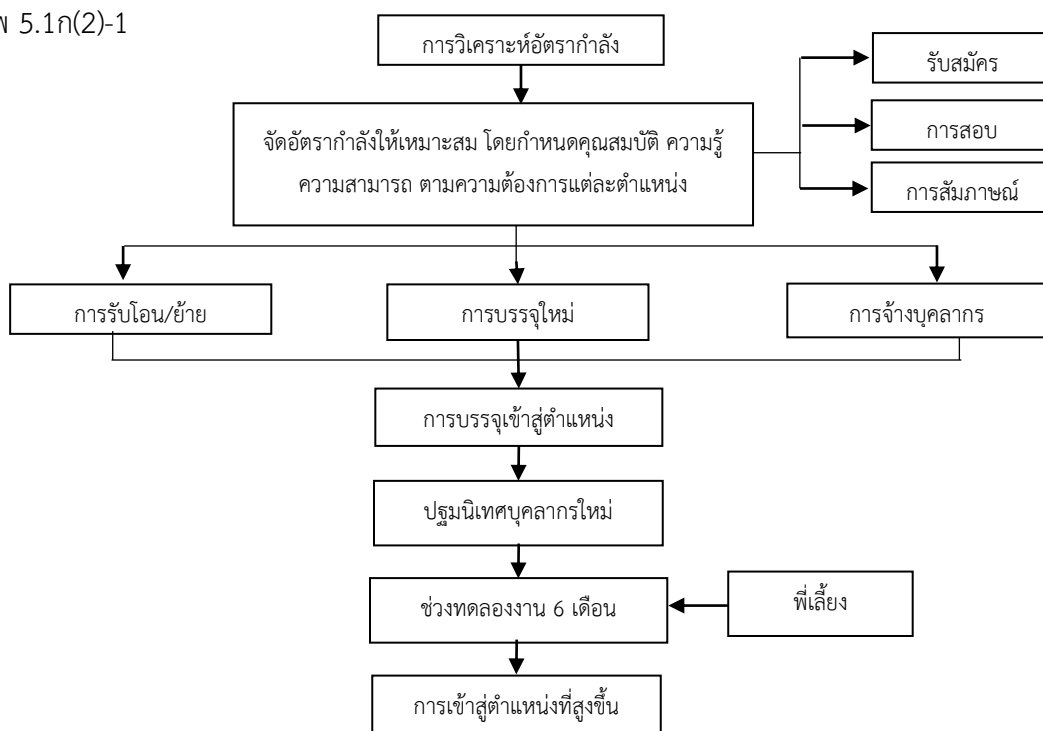 พ 5.1ก(2)-1
การวิเคราะห์อัตรากำลัง
รับสมัคร
การสอบ
การสัมภาษณ์
จัดอัตรากำลังให้เหมาะสม โดยกำหนดคุณสมบัติ ความรู้
ความสามารถ ตามความต้องการแต่ละตำแหน่ง
การรับโอน/ย้าย
การบรรจุใหม่
การจ้างบุคลากร
การบรรจุเข้าสู่ตำแหน่ง
ปฐมนิเทศบุคลากรใหม่
ช่วงทดลองงาน 6 เดือน
พี่เลี้ยง
การเข้าสู่ตำแหน่งที่สูงขึ้น